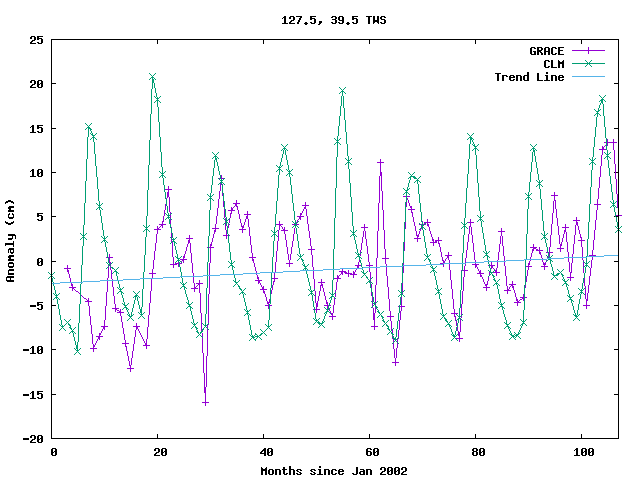 127.5, 39.5 TWS
GRACE
CLM
Trend Line
25
20
15
10
5
0
-5
-10
-15
-20
Anomaly (cm)
0 20 40 60 80 100
Months since Jan 2002